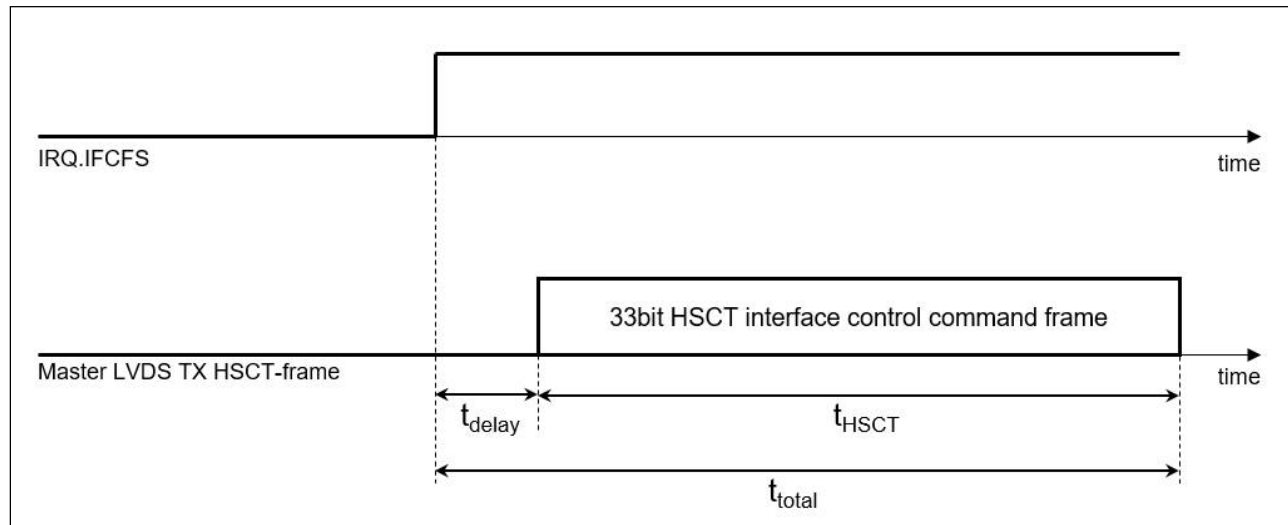 IRQ.IFCFS
time
33bit HSCT interface control command frame
Master LVDS TX HSCT-frame
time
tdelay
tHSCT
ttotal